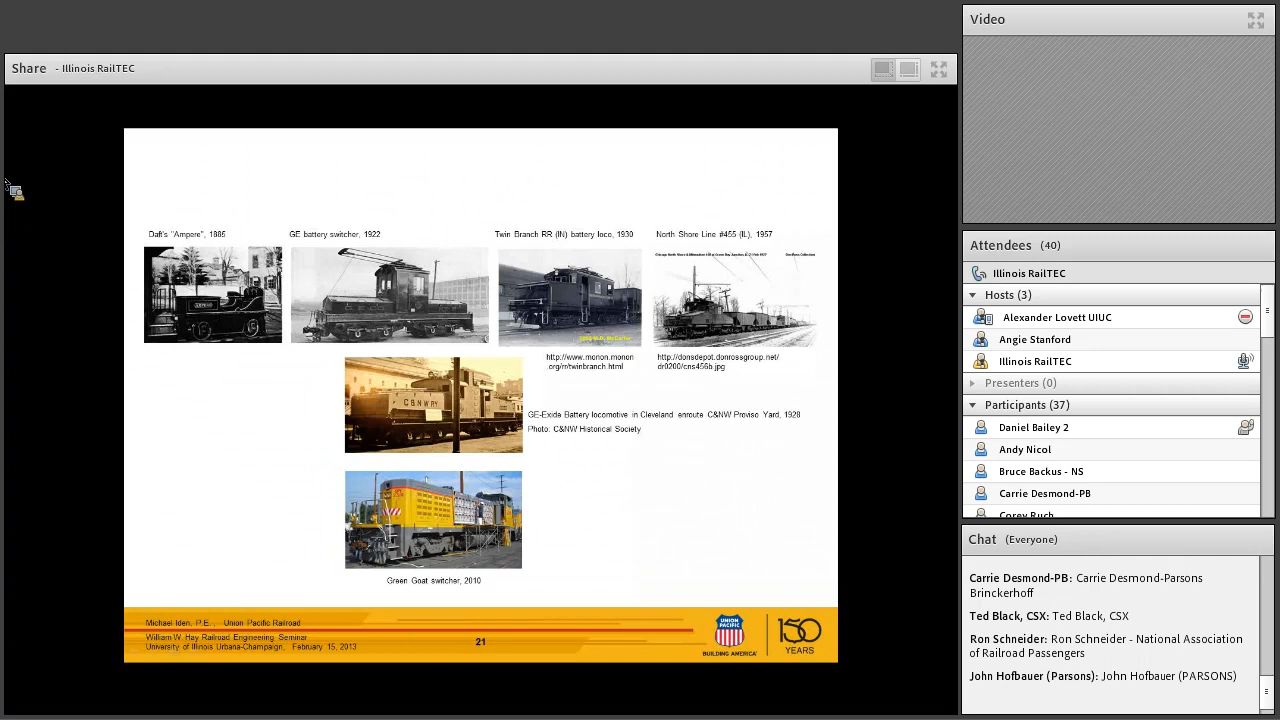 Share - Illinois RailTEC
Daft's "Ampere", 1885
GE battery switcher, 1922
Twin Branch RR (IN) battery loco, 1930
North Shore Line #455 (IL), 1957
http://www.monon.monon
.org/rr/twinbranch.html
http://donsdepot.donrossgroup.net/
dr0200/cns456b.jpg
C&NW RY
GE-Exide Battery locomotive in Cleveland enroute C&NW Proviso Yard, 1928
Photo: C&NW Historical Society
Green Goat switcher, 2010
Michael Iden, P.E., Union Pacific Railroad
William W. Hay Railroad Engineering Seminar
University of Illinois Urbana-Champaign, February 15, 2013
21
UNION
PACIFIC
BUILDING AMERICA
150
YEARS
Video
Attendees (40)
Illinois RailTEC
Hosts (3)
Alexander Lovett UIUC
Angie Stanford
Illinois RailTEC
Presenters (0)
Participants (37)
Daniel Bailey 2
Andy Nicol
Bruce Backus - NS
Carrie Desmond-PB
Corey Ruch
Chat (Everyone)
Carrie Desmond-PB: Carrie Desmond-Parsons
Brinckerhoff
Ted Black, CSX: Ted Black, CSX
Ron Schneider: Ron Schneider - National Association
of Railroad Passengers
John Hofbauer (Parsons): John Hofbauer (PARSONS)